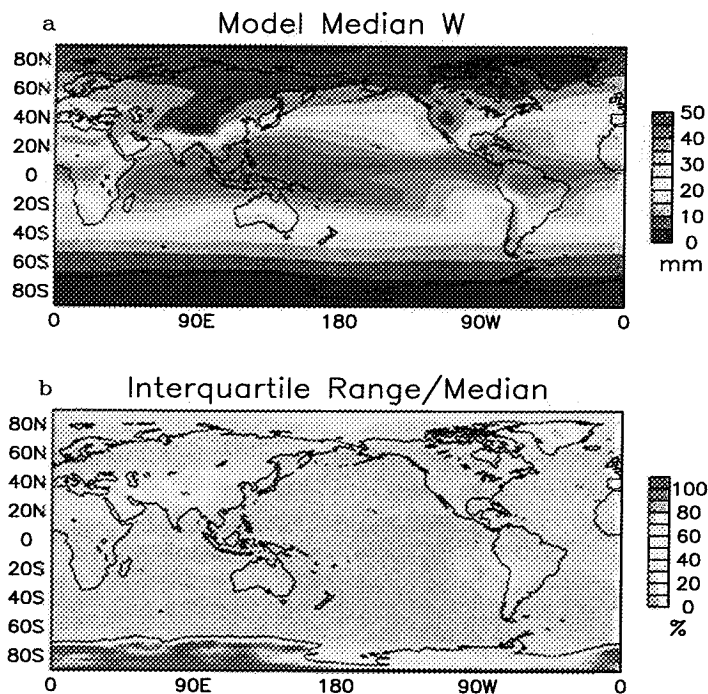 a
Model Median W
80N
60N
40N
20N
0
20S
40S
60S
80S
0 90E 180 90W 0
50
40
30
20
10
0
mm
b
Interquartile Range/Median
80N
60N
40N
20N
0
20S
40S
60S
80S
0 90E 180 90W 0
100
80
60
40
20
0
%